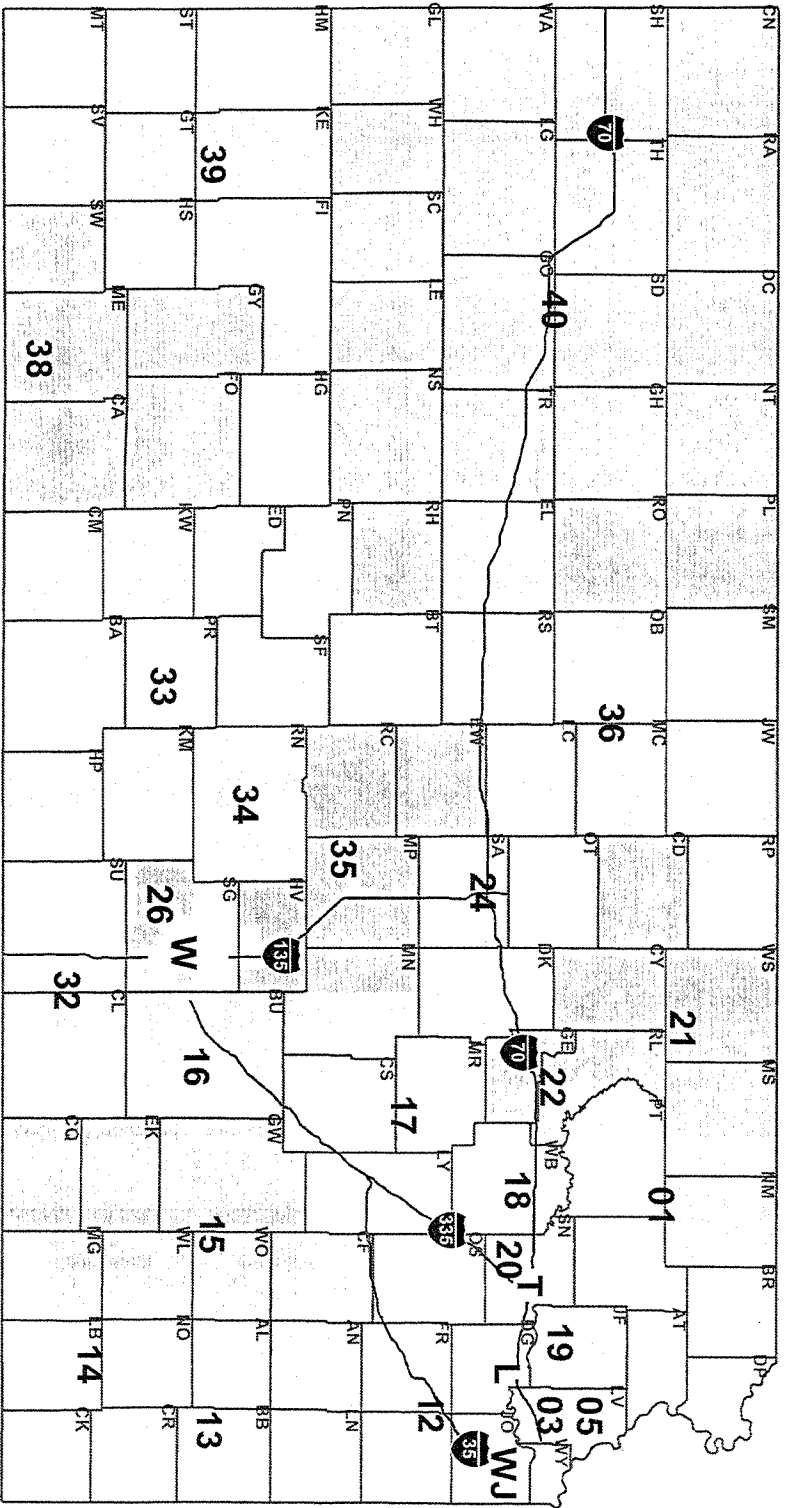 CN RA DC NT PL SM JW RP WS MS NM BR DP
21 01
SH TH SD GH RO OB MC CD CY RL PT AT
70 36
JF LV
05
OT GE SN WY
WA LG GO TR EL RS LC DK WB
40 22 19 03
T DG
70 18 20 L JO
SA WJ
24 OS
EW MR 35
GL WH SC LE NS RH BT 335 FR
RC MP MN LY 12
17
CS CF AN LN
35
HM KE FI HG PN SF
RN HV BU 135
GY ED GW WO AL BB
34
39 FO SG 15 13
ST GT HS KW PR KM W 16 WL NO CR
33 26 EK
ME CA BA SU CL
MT SV SW CM HP CQ MG LB CK
14
32
38